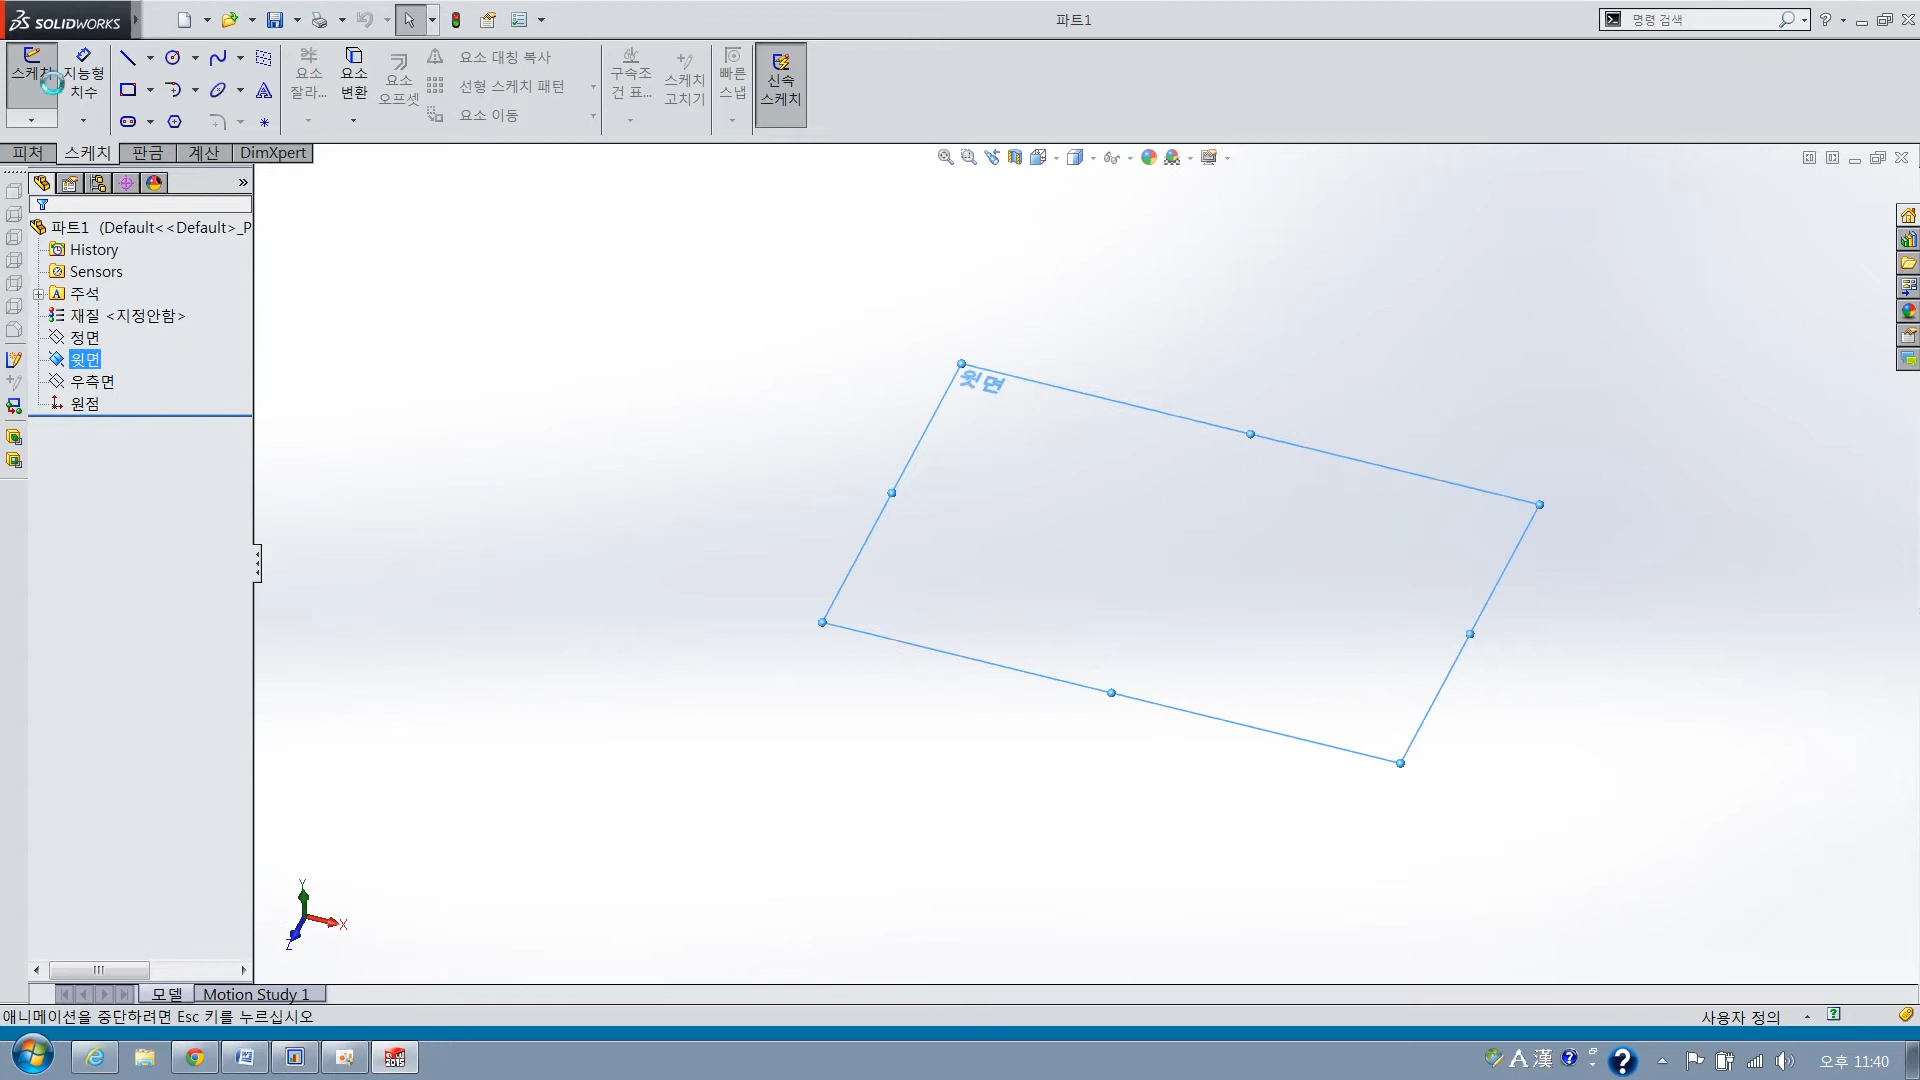 SOLIDWORKS
파트1
명령 검색
스케치
지능형
치수
요소
잘라...
요소
변환
요소
오프셋
요소 대칭 복사
선형 스케치 패턴
요소 이동
구속조
건 표...
스케치
고치기
빠른
스냅
신속
스케치
피처
스케치
판금
계산
DimXpert
파트1 (Default<<Default>_P
History
Sensors
주석
재질 <지정안함>
정면
윗면
우측면
원점
윗면
Y
X
Z
모델
Motion Study 1
애니메이션을 중단하려면 Esc 키를 누르십시오
사용자 정의
A 漢
오후 11:40